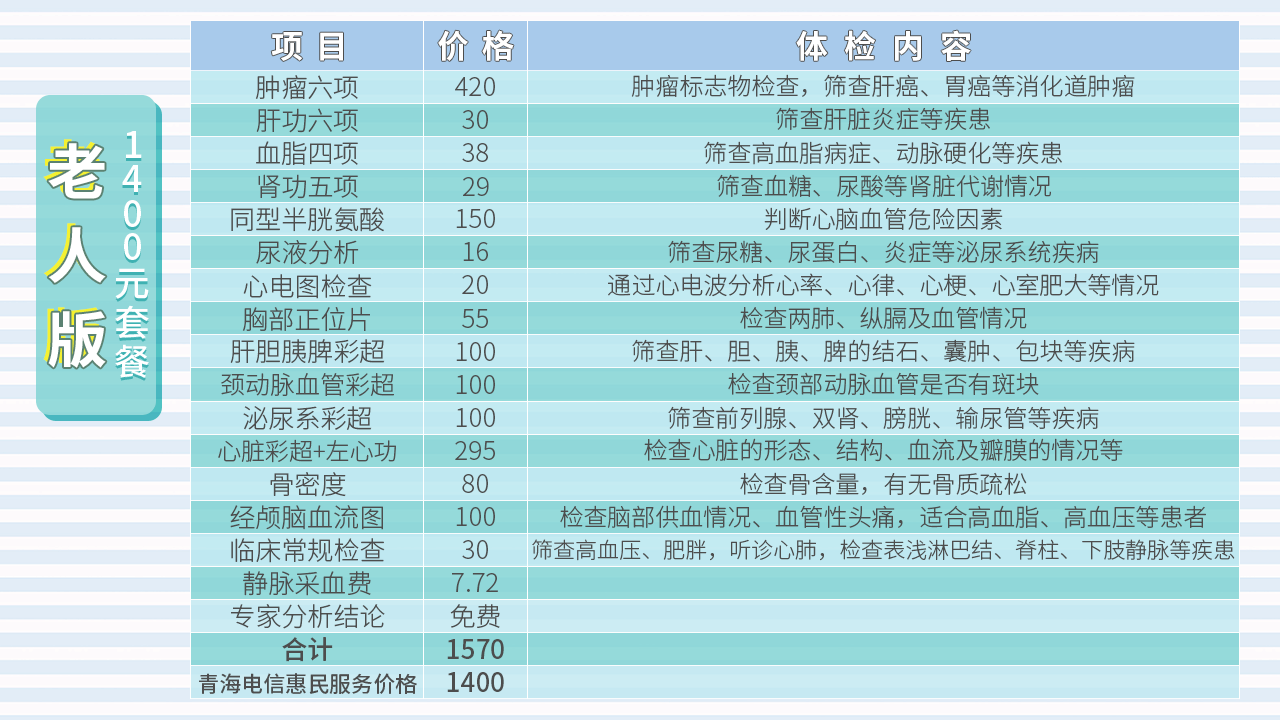 老人版
1400元套餐
项目 价格 体检内容
肿瘤六项 420 肿瘤标志物检查，筛查肝癌、胃癌等消化道肿瘤
肝功六项 30 筛查肝脏炎症等疾患
血脂四项 38 筛查高血脂病症、动脉硬化等疾患
肾功五项 29 筛查血糖、尿酸等肾脏代谢情况
同型半胱氨酸 150 判断心脑血管危险因素
尿液分析 16 筛查尿糖、尿蛋白、炎症等泌尿系统疾病
心电图检查 20 通过心电波分析心率、心律、心梗、心室肥大等情况
胸部正位片 55 检查两肺、纵膈及血管情况
肝胆胰脾彩超 100 筛查肝、胆、胰、脾的结石、囊肿、包块等疾病
颈动脉血管彩超 100 检查颈部动脉血管是否有斑块
泌尿系彩超 100 筛查前列腺、双肾、膀胱、输尿管等疾病
心脏彩超+左心功 295 检查心脏的形态、结构、血流及瓣膜的情况等
骨密度 80 检查骨含量，有无骨质疏松
经颅脑血流图 100 检查脑部供血情况、血管性头痛，适合高血脂、高血压等患者
临床常规检查 30 筛查高血压、肥胖，听诊心肺，检查表浅淋巴结、脊柱、下肢静脉等疾患
静脉采血费 7.72
专家分析结论 免费
合计 1570
青海电信惠民服务价格 1400